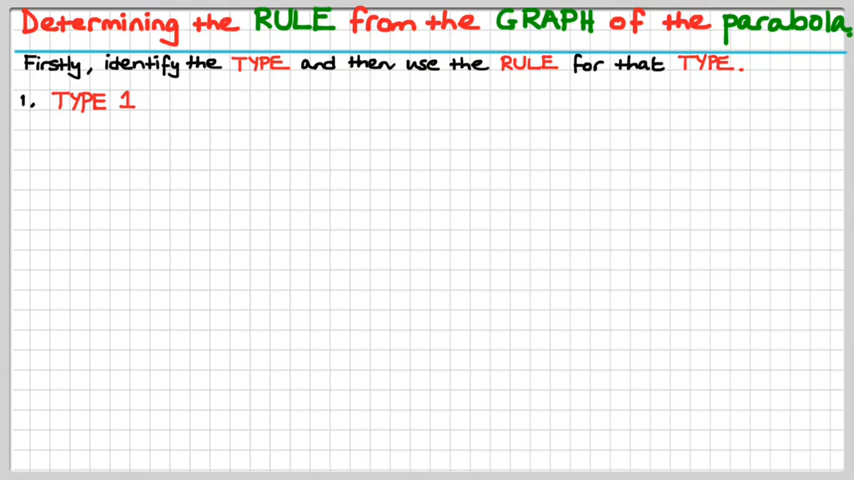 Determining the RULE from the GRAPH of the parabola.
Firstly, identify the TYPE and then use the RULE for that TYPE.
1. TYPE 1